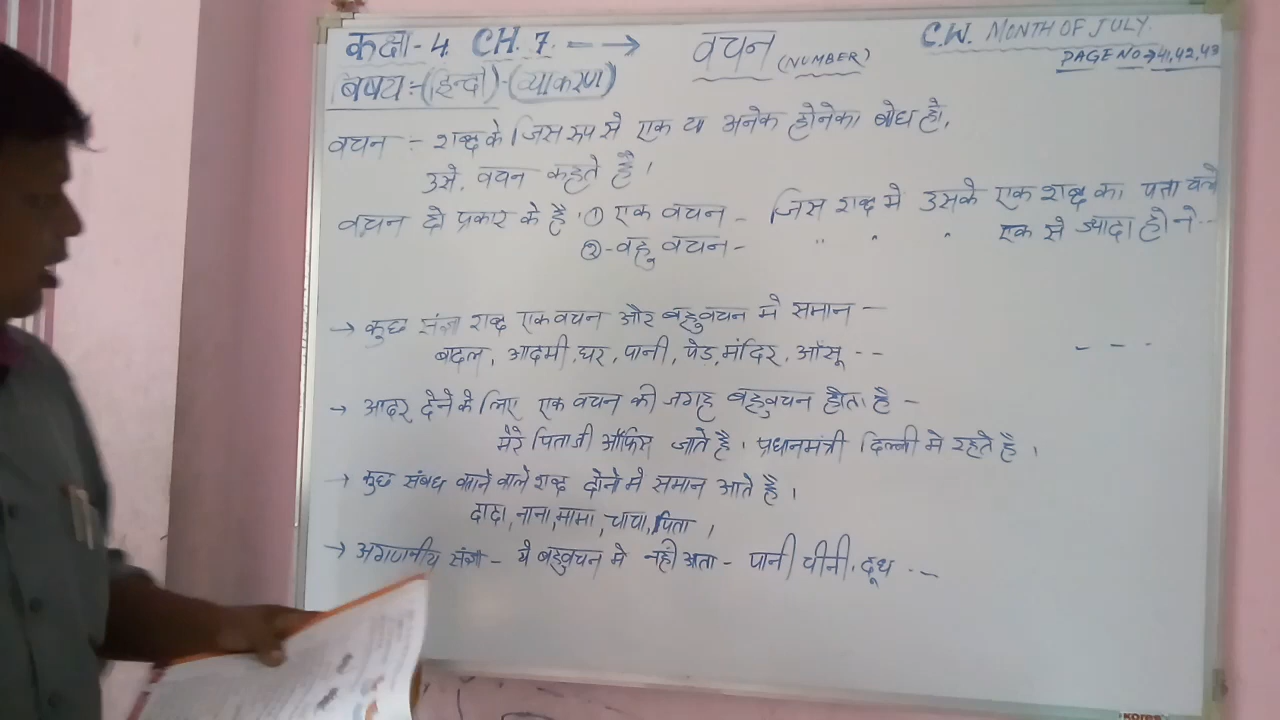 कक्षा-4 CH.7. → वचन (NUMBER) C.W. MONTH OF JULY.
PAGE NO→41,42,43
बिषय:-(हिन्दी)-(व्याकरण)
वचन :- शब्द के जिस रूप से एक या अनेक होनेका बोध हो,
उसे, वचन कहते है।
वचन दो प्रकार के है। ① एक वचन - जिस शब्द मे उसके एक शब्द का पता चले
②-बहु वचन - " " " एक से ज्यादा होने --
→ कुछ संज्ञा शब्द एकवचन और बहुवचन मे समान -
बादल, आदमी, घर, पानी, पेड़, मंदिर, आँसू -- - - -
→ आदर देने के लिए एक वचन की जगह बहुवचन होता है -
मेरे पिताजी ऑफिस जाते है। प्रधानमंत्री दिल्ली मे रहते है।
→ कुछ संबध वाले शब्द दोनो मे समान आते है।
दादा, नाना, मामा, चाचा, पिता,
→ अगणनीय संज्ञा - ये बहुवचन मे नही आता - पानी चीनी, दूध --
kores